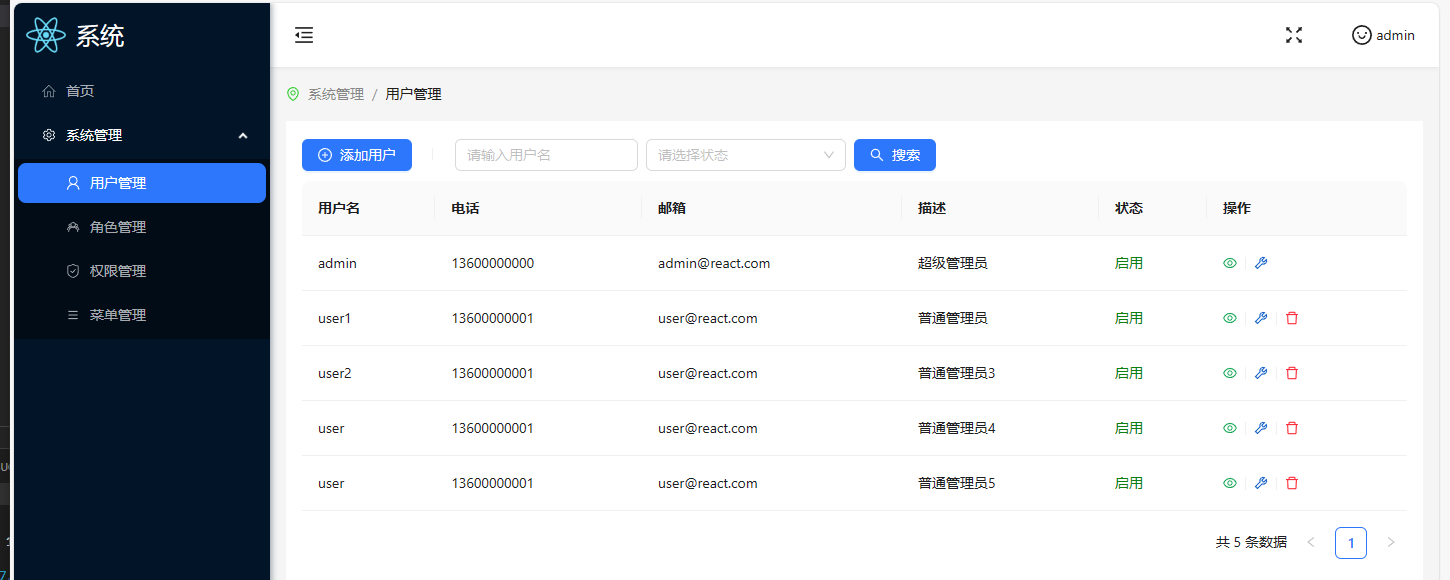 系统
admin
首页
系统管理 / 用户管理
系统管理
添加用户 请输入用户名 请选择状态 搜索
用户管理
角色管理
权限管理
菜单管理
用户名 电话 邮箱 描述 状态 操作
admin 13600000000 admin@react.com 超级管理员 启用
user1 13600000001 user@react.com 普通管理员 启用
user2 13600000001 user@react.com 普通管理员3 启用
user 13600000001 user@react.com 普通管理员4 启用
user 13600000001 user@react.com 普通管理员5 启用
共 5 条数据 < 1 >